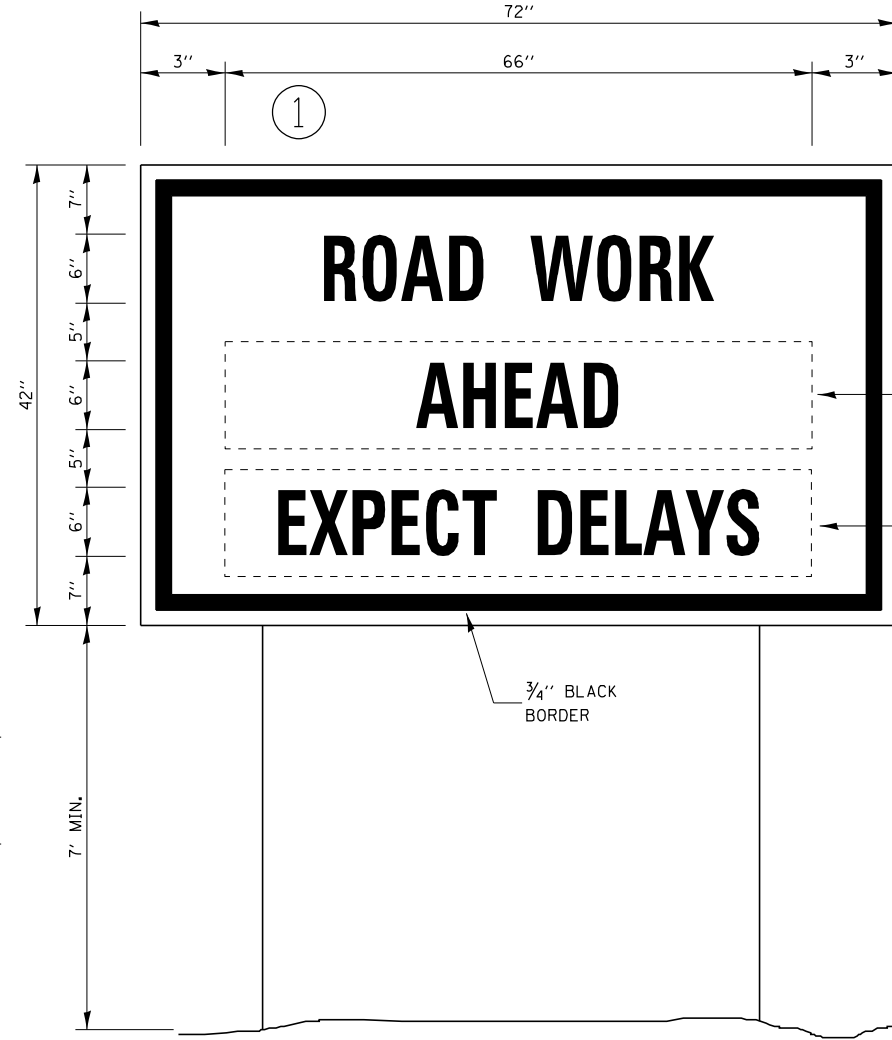 72''
3'' 66'' 3''
1
42''
7''
6''
5''
6''
5''
6''
7''
ROAD WORK
AHEAD
EXPECT DELAYS
3/4'' BLACK
BORDER
7' MIN.